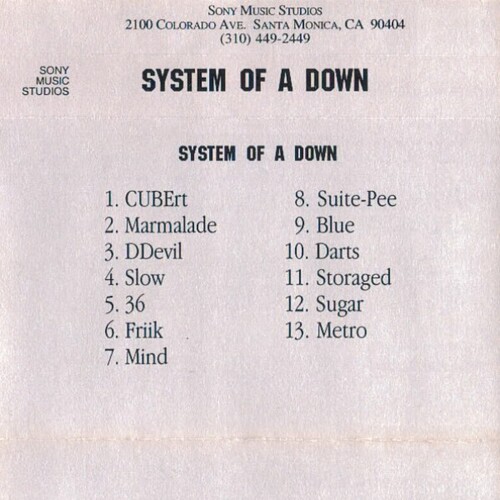 Sony Music Studios
2100 Colorado Ave. Santa Monica, CA 90404
(310) 449-2449
SONY
MUSIC
STUDIOS
SYSTEM OF A DOWN
SYSTEM OF A DOWN
1. CUBErt
2. Marmalade
3. DDevil
4. Slow
5. 36
6. Friik
7. Mind
8. Suite-Pee
9. Blue
10. Darts
11. Storaged
12. Sugar
13. Metro